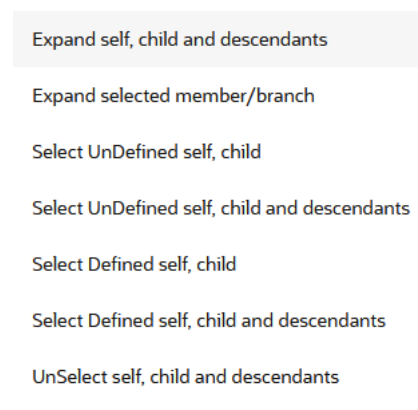 Expand self, child and descendants
Expand selected member/branch
Select UnDefined self, child
Select UnDefined self, child and descendants
Select Defined self, child
Select Defined self, child and descendants
UnSelect self, child and descendants